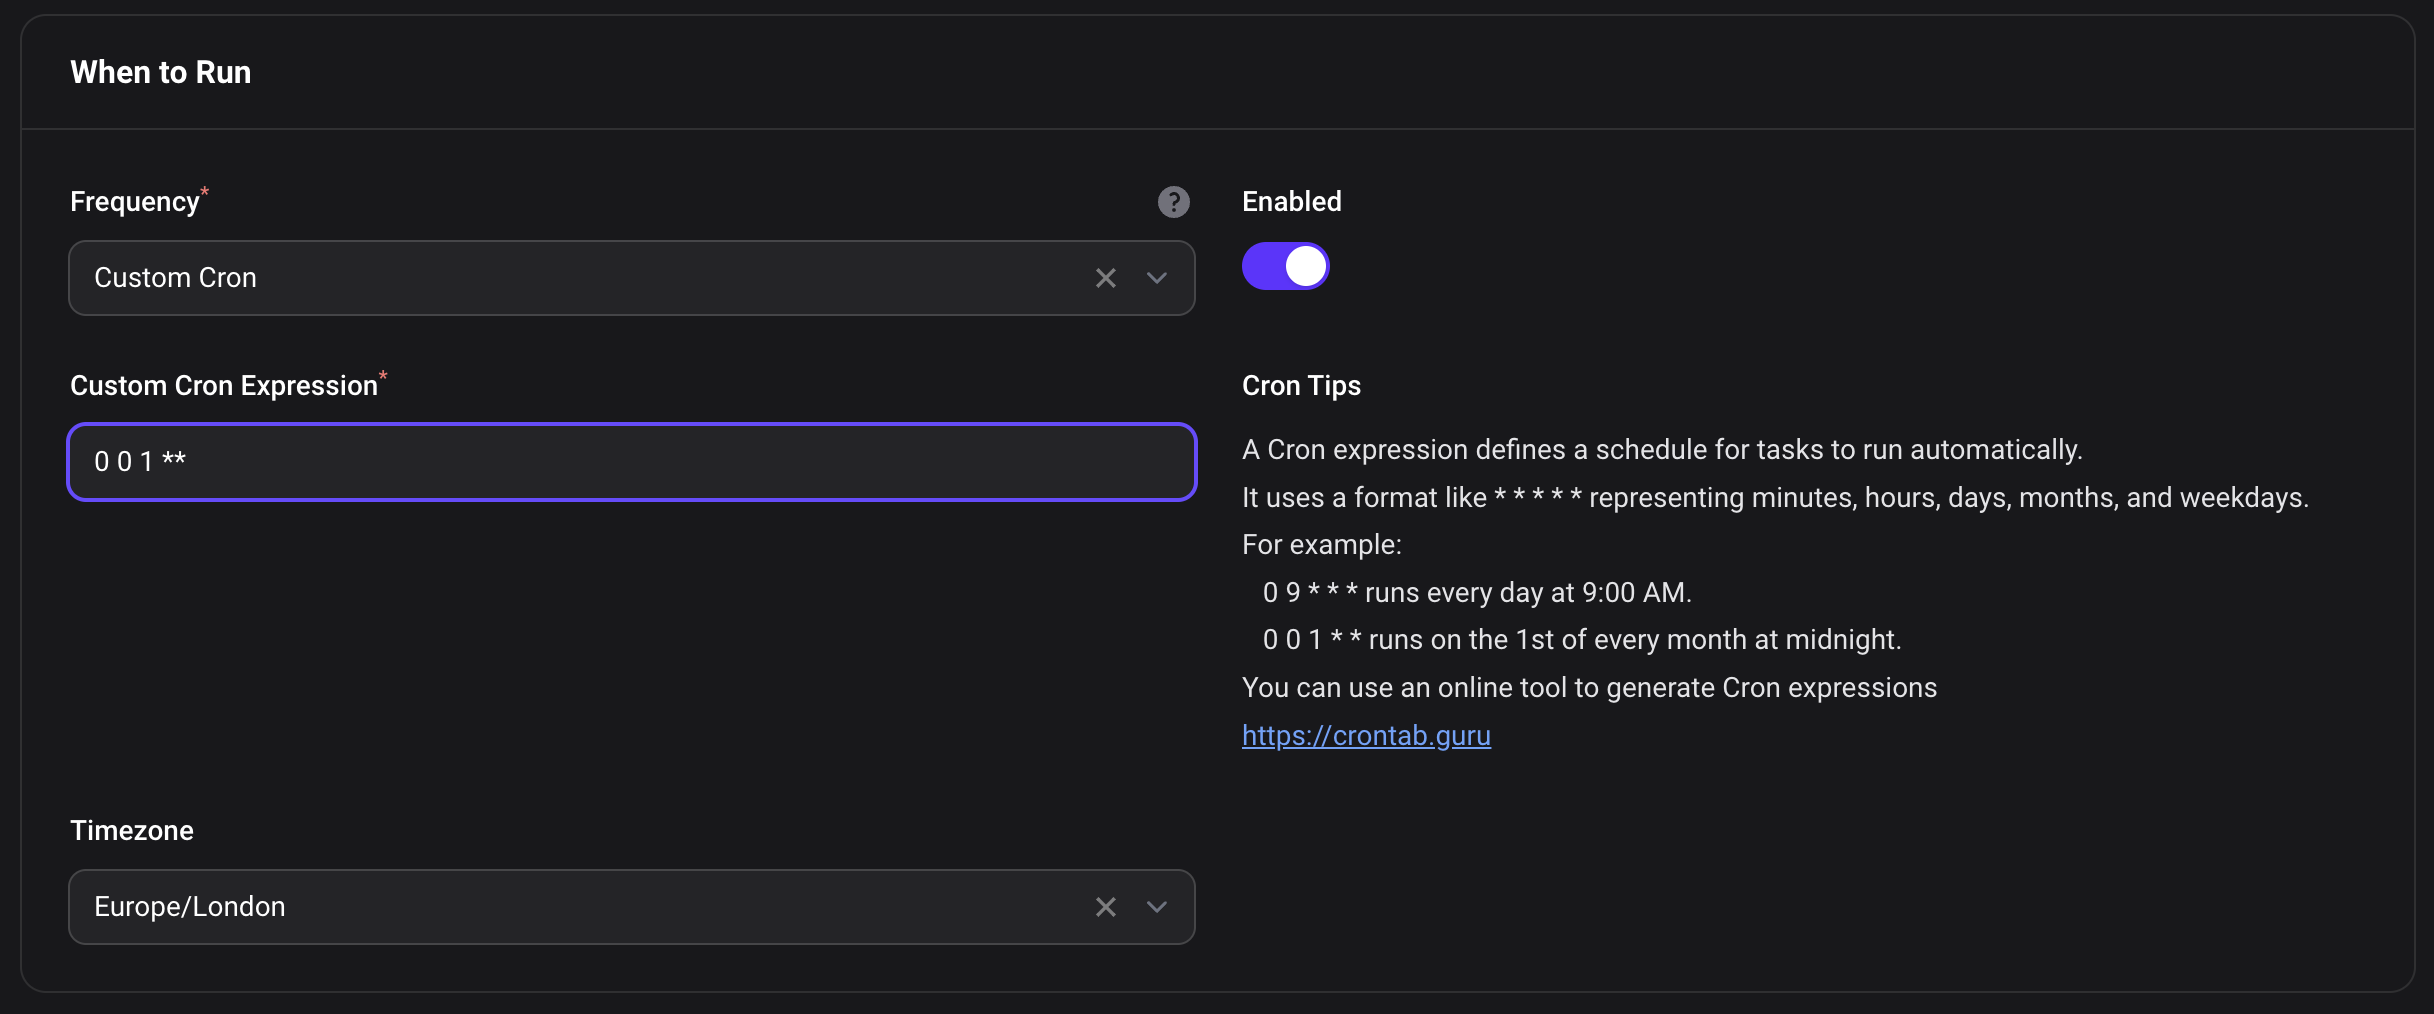 When to Run
Frequency*
?
Enabled
Custom Cron
Custom Cron Expression*
0 0 1 **
Cron Tips
A Cron expression defines a schedule for tasks to run automatically.
It uses a format like * * * * * representing minutes, hours, days, months, and weekdays.
For example:
0 9 * * * runs every day at 9:00 AM.
0 0 1 * * runs on the 1st of every month at midnight.
You can use an online tool to generate Cron expressions
https://crontab.guru
Timezone
Europe/London